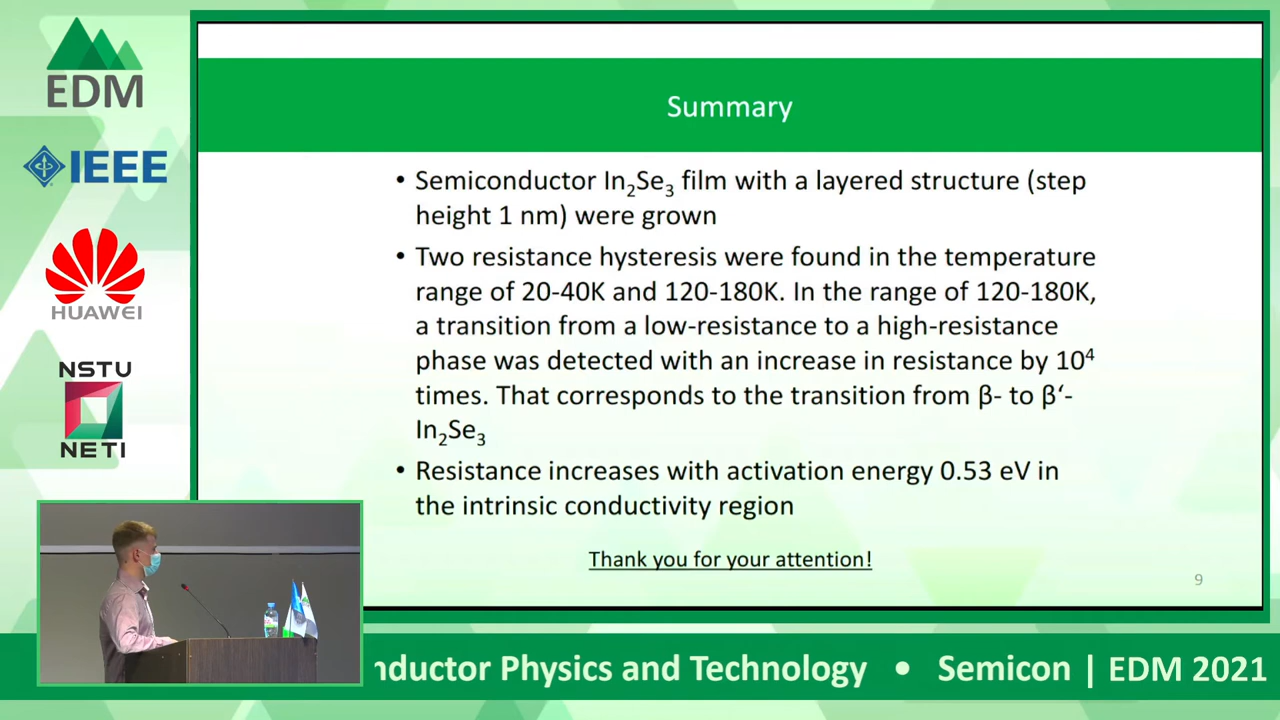 EDM
IEEE
HUAWEI
NSTU
NETI
Summary
• Semiconductor In₂Se₃ film with a layered structure (step
height 1 nm) were grown
• Two resistance hysteresis were found in the temperature
range of 20-40K and 120-180K. In the range of 120-180K,
a transition from a low-resistance to a high-resistance
phase was detected with an increase in resistance by 10⁴
times. That corresponds to the transition from β- to β‘-
In₂Se₃
• Resistance increases with activation energy 0.53 eV in
the intrinsic conductivity region
Thank you for your attention!
9
nductor Physics and Technology • Semicon | EDM 2021